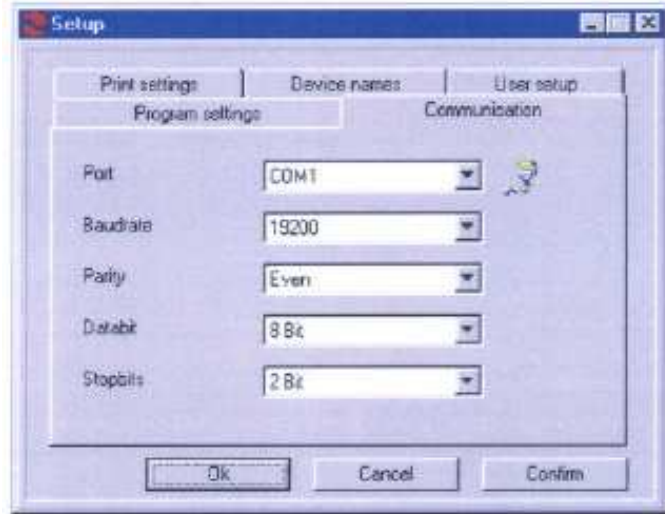 Setup
Print settings Device names User setup
Program settings Communication
Port COM1
Baudrate 19200
Parity Even
Databit 8 Bit
Stopbits 2 Bit
Ok Cancel Confirm